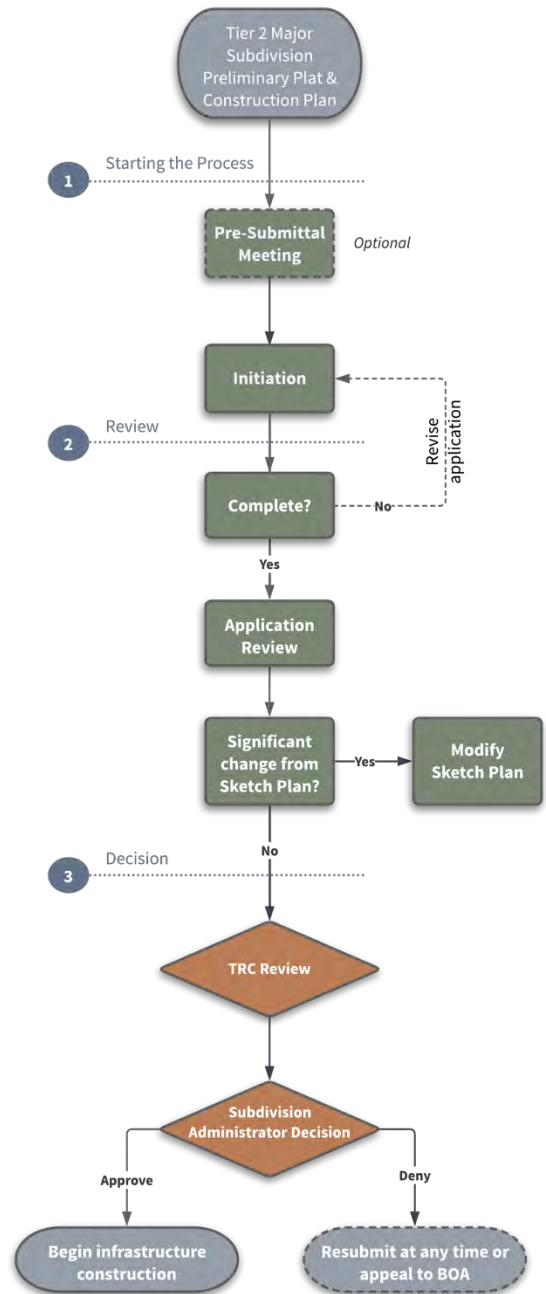 Tier 2 Major
Subdivision
Preliminary Plat &
Construction Plan
Starting the Process
1
Pre-Submittal
Meeting
Optional
Initiation
Revise
application
Review
2
Complete?
No
Yes
Application
Review
Significant
change from
Sketch Plan?
Yes
Modify
Sketch Plan
No
Decision
3
TRC Review
Subdivision
Administrator Decision
Approve
Deny
Begin infrastructure
construction
Resubmit at any time or
appeal to BOA